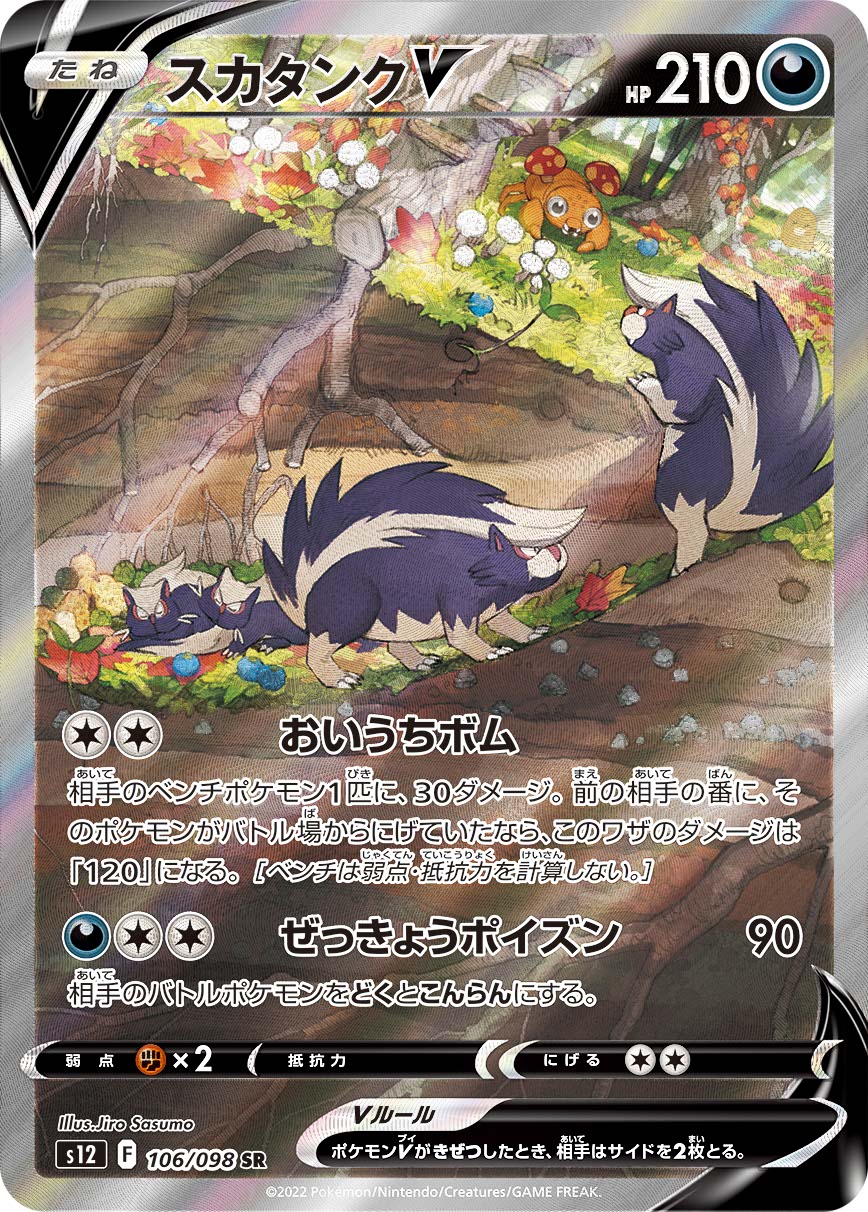 たね スカタンクV HP210
おいうちボム
相手のベンチポケモン1匹に、30ダメージ。前の相手の番に、そ
のポケモンがバトル場からにげていたなら、このワザのダメージは
「120」になる。[ベンチは弱点・抵抗力を計算しない。]
ぜっきょうポイズン 90
相手のバトルポケモンをどくとこんらんにする。
弱点 ×2 抵抗力 にげる
Illus.Jiro Sasumo
Vルール
ポケモンVがきぜつしたとき、相手はサイドを2枚とる。
s12 F 106/098 SR
©2022 Pokémon/Nintendo/Creatures/GAME FREAK.